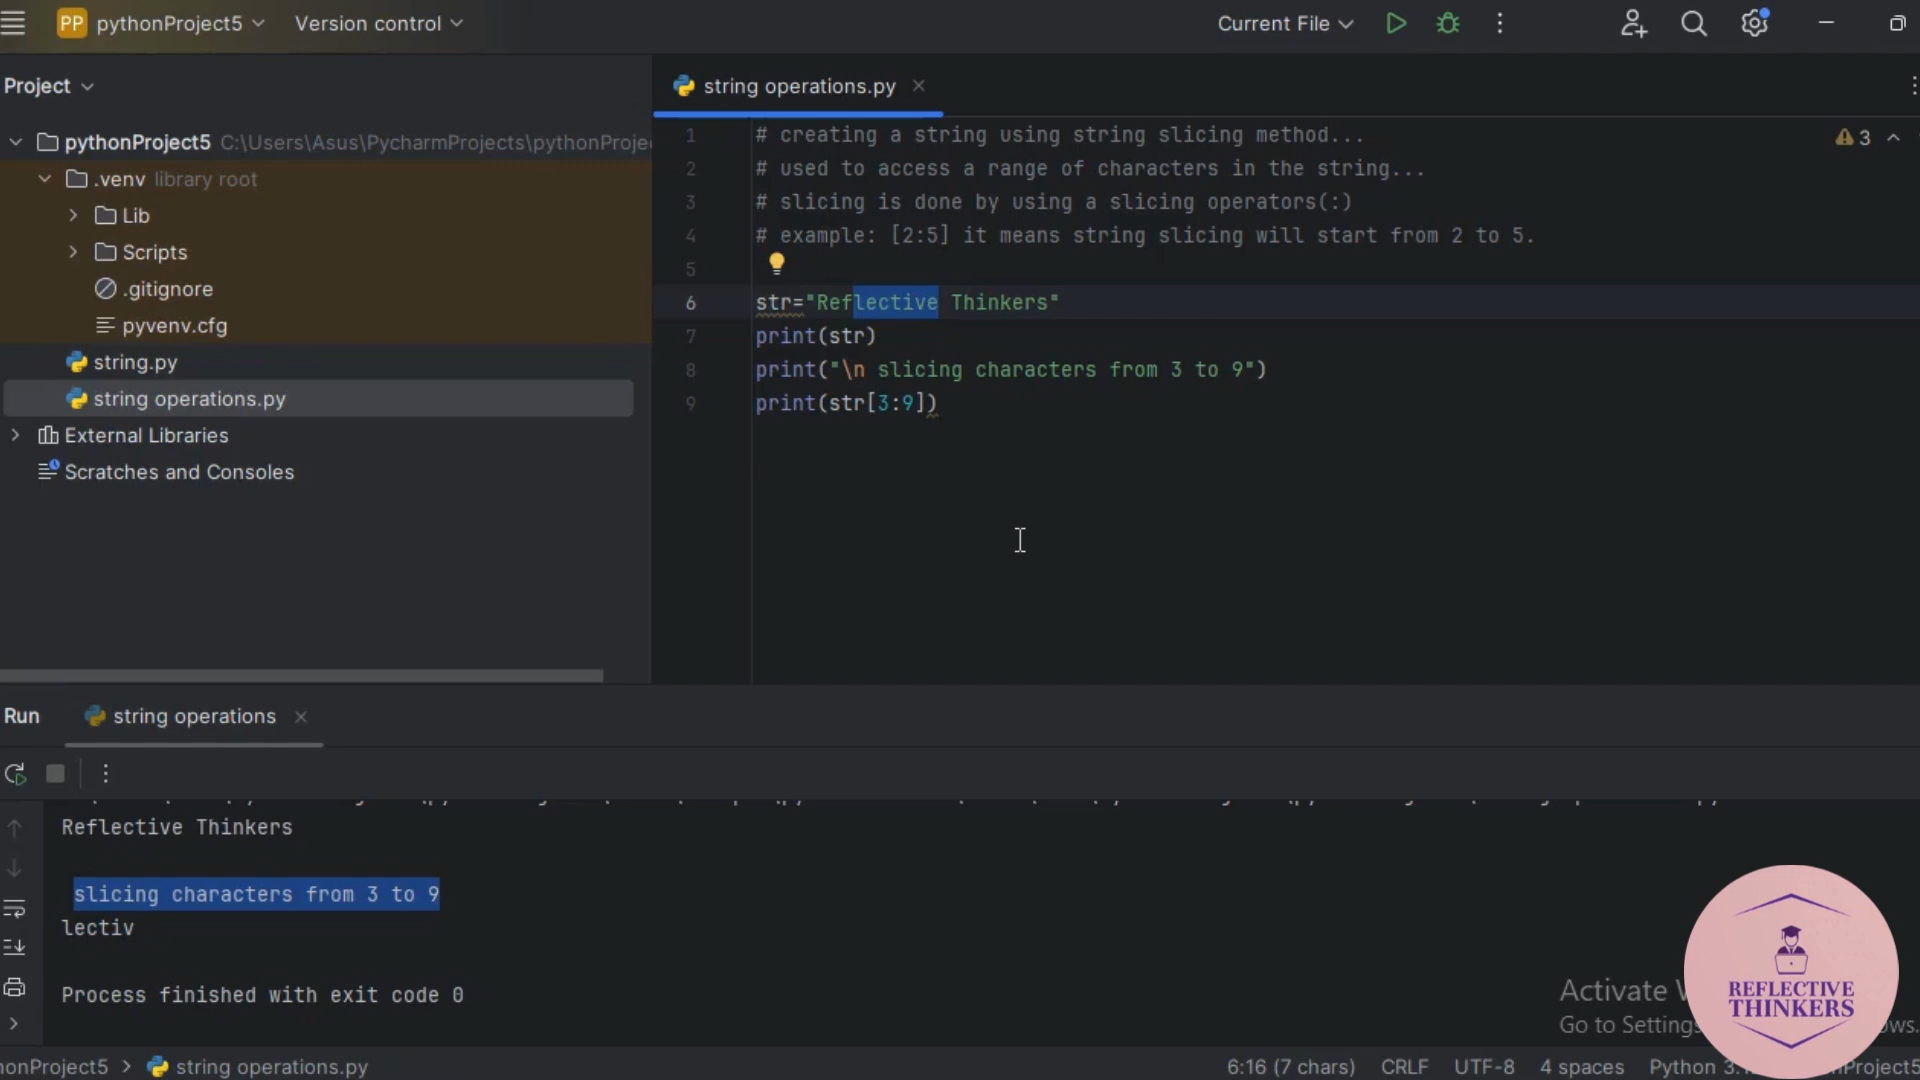 PP pythonProject5 Version control Current File
Project
string operations.py
pythonProject5 C:\Users\Asus\PycharmProjects\pythonProje
.venv library root
Lib
Scripts
.gitignore
pyvenv.cfg
string.py
string operations.py
External Libraries
Scratches and Consoles
1 # creating a string using string slicing method...
3
2 # used to access a range of characters in the string...
3 # slicing is done by using a slicing operators(:)
4 # example: [2:5] it means string slicing will start from 2 to 5.
5
6 str="Reflective Thinkers"
7 print(str)
8 print("\n slicing characters from 3 to 9")
9 print(str[3:9])
Run string operations
Reflective Thinkers
slicing characters from 3 to 9
lectiv
Process finished with exit code 0
Activate
Go to Settings
REFLECTIVE
THINKERS
honProject5 string operations.py 6:16 (7 chars) CRLF UTF-8 4 spaces Python